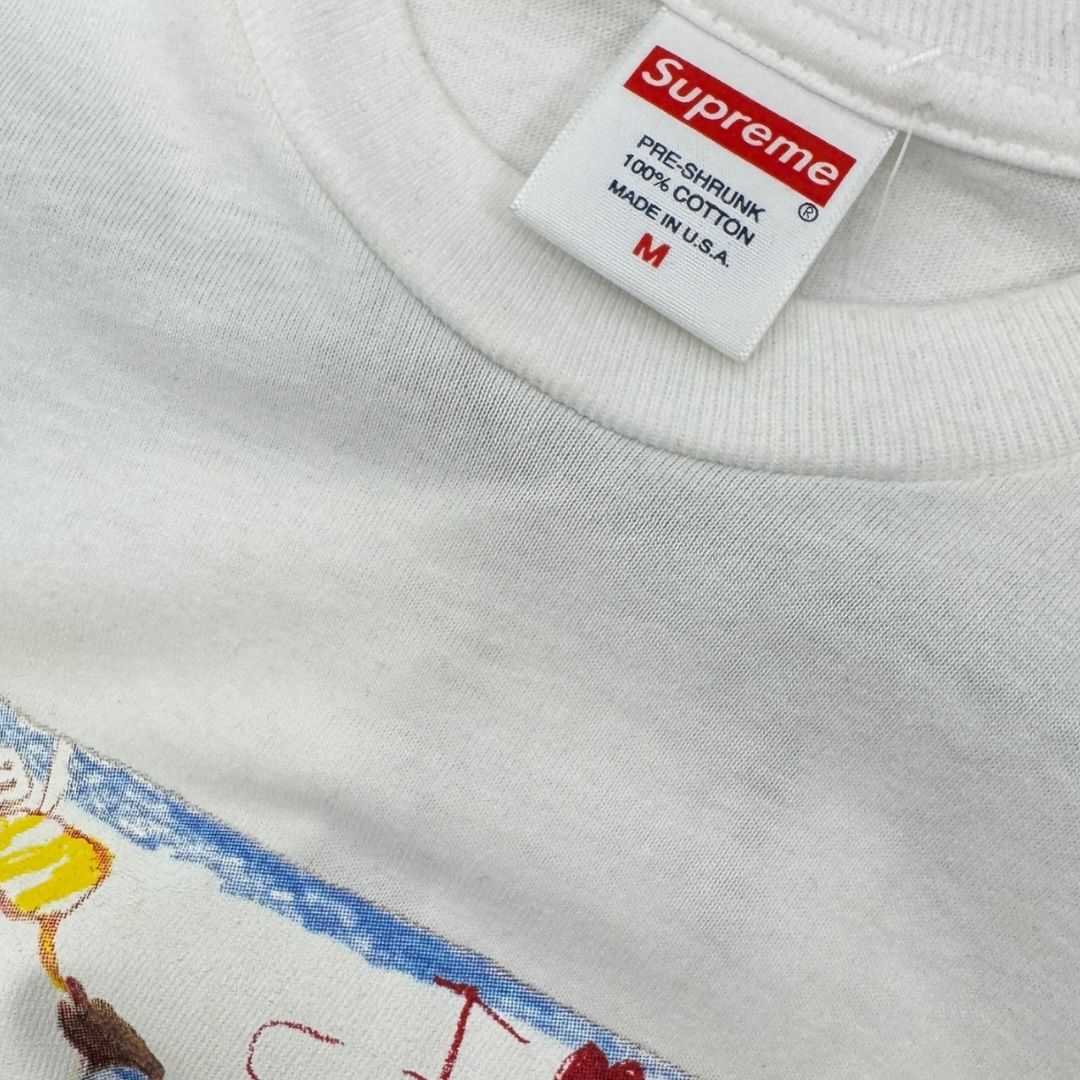 Supreme
®
PRE-SHRUNK
100% COTTON
MADE IN U.S.A.
M
I ♥